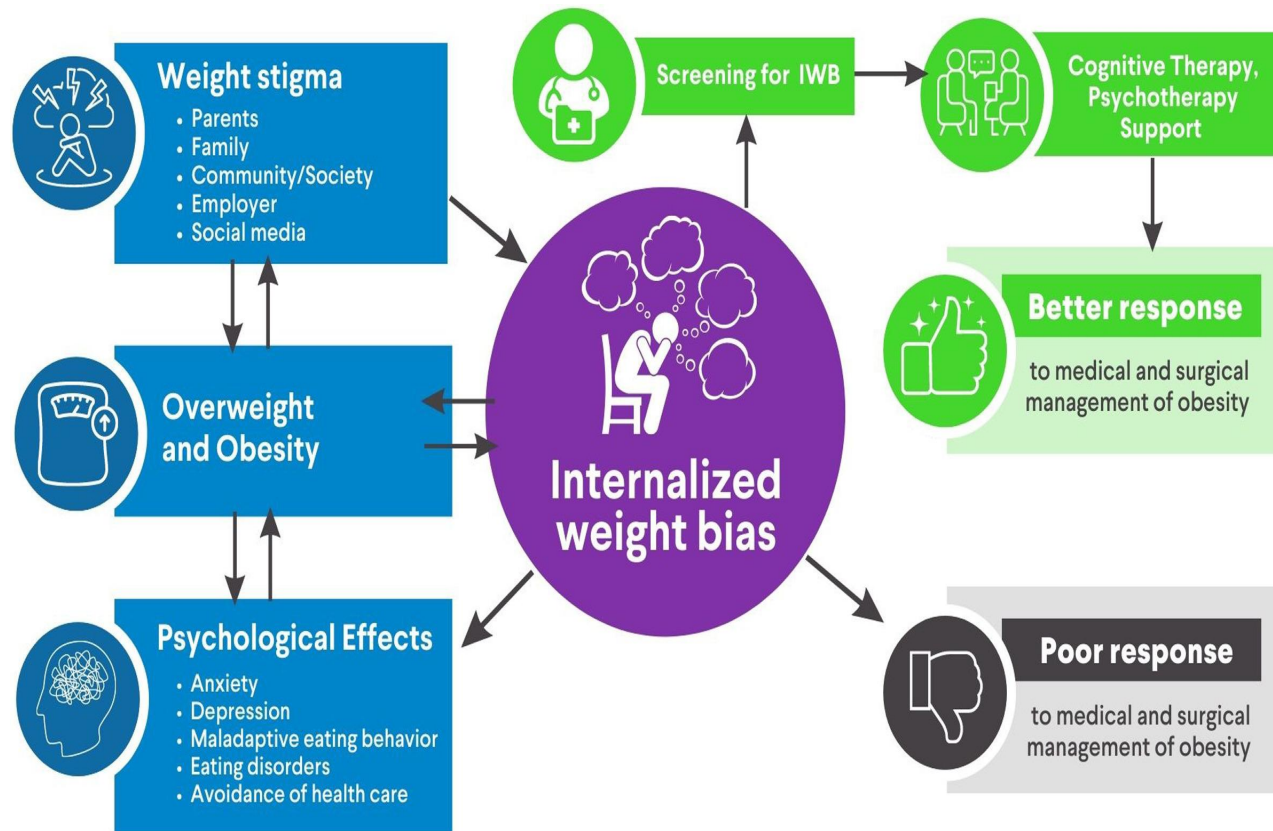 Weight stigma
• Parents
• Family
• Community/Society
• Employer
• Social media
Overweight
and Obesity
Psychological Effects
• Anxiety
• Depression
• Maladaptive eating behavior
• Eating disorders
• Avoidance of health care
Internalized
weight bias
Screening for IWB
Cognitive Therapy,
Psychotherapy
Support
Better response
to medical and surgical
management of obesity
Poor response
to medical and surgical
management of obesity